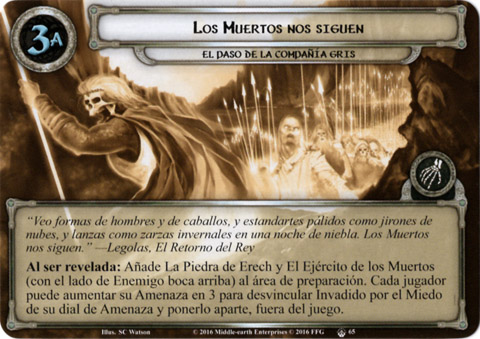 3A
Los Muertos nos siguen
El paso de la Compañía Gris
“Veo formas de hombres y de caballos, y estandartes pálidos como jirones de
nubes, y lanzas como zarzas invernales en una noche de niebla. Los Muertos
nos siguen.” —Legolas, El Retorno del Rey
Al ser revelada: Añade La Piedra de Erech y El Ejército de los Muertos
(con el lado de Enemigo boca arriba) al área de preparación. Cada jugador
puede aumentar su Amenaza en 3 para desvincular Invadido por el Miedo
de su dial de Amenaza y ponerlo aparte, fuera del juego.
Illus. SC Watson © 2016 Middle-earth Enterprises © 2016 FFG 65